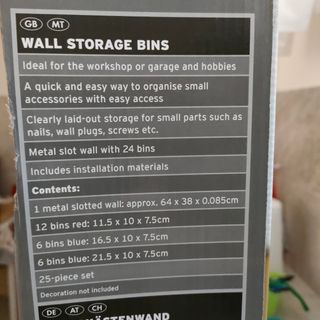 GB MT
WALL STORAGE BINS
Ideal for the workshop or garage and hobbies
A quick and easy way to organise small
accessories with easy access
Clearly laid-out storage for small parts such as
nails, wall plugs, screws etc.
Metal slot wall with 24 bins
Includes installation materials
Contents:
1 metal slotted wall: approx. 64 x 38 x 0.085cm
12 bins red: 11.5 x 10 x 7.5cm
6 bins blue: 16.5 x 10 x 7.5cm
6 bins blue: 21.5 x 10 x 7.5cm
25-piece set
Decoration not included
DE AT CH